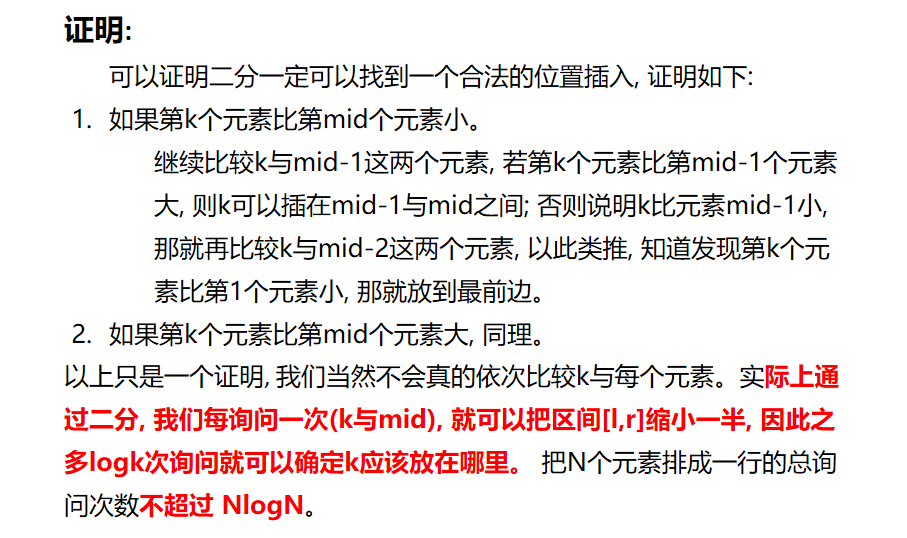 证明:
可以证明二分一定可以找到一个合法的位置插入, 证明如下:
1. 如果第k个元素比第mid个元素小。
继续比较k与mid-1这两个元素, 若第k个元素比第mid-1个元素
大, 则k可以插在mid-1与mid之间; 否则说明k比元素mid-1小,
那就再比较k与mid-2这两个元素, 以此类推, 知道发现第k个元
素比第1个元素小, 那就放到最前边。
2. 如果第k个元素比第mid个元素大, 同理。
以上只是一个证明, 我们当然不会真的依次比较k与每个元素。实际上通
过二分, 我们每询问一次(k与mid), 就可以把区间[l,r]缩小一半, 因此之
多logk次询问就可以确定k应该放在哪里。 把N个元素排成一行的总询
问次数不超过 NlogN。